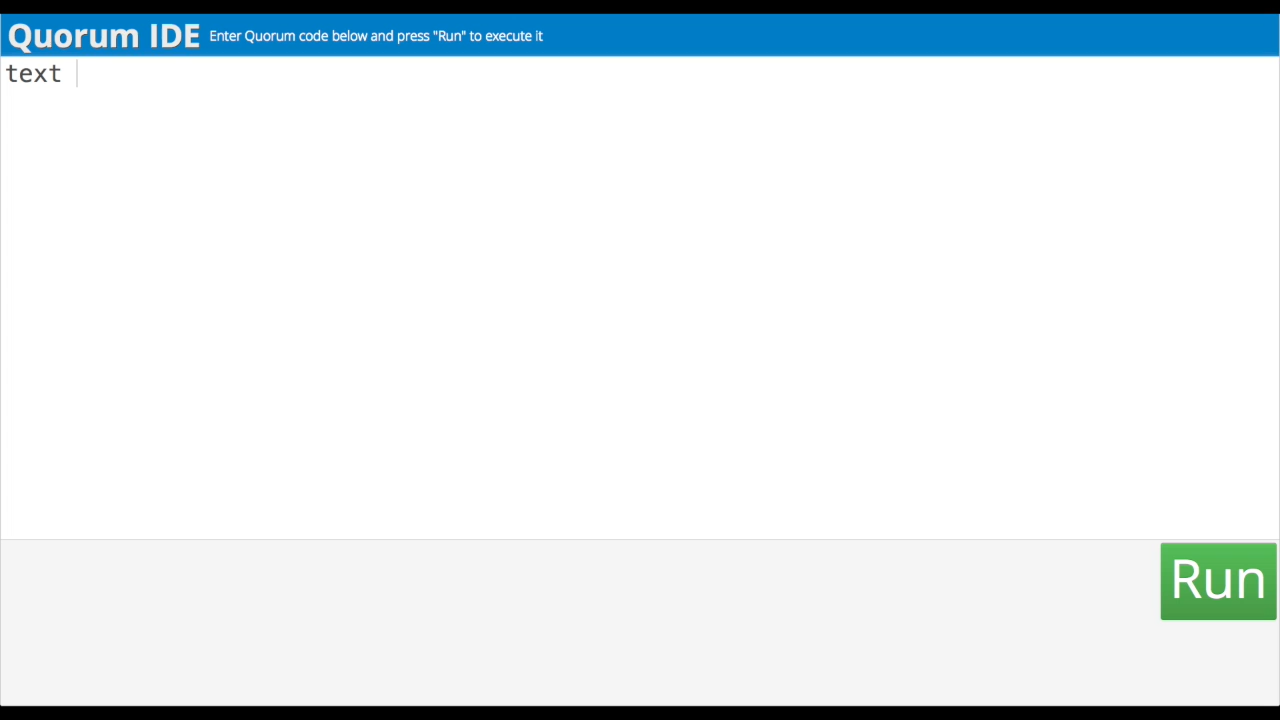 Quorum IDE Enter Quorum code below and press "Run" to execute it
text
Run